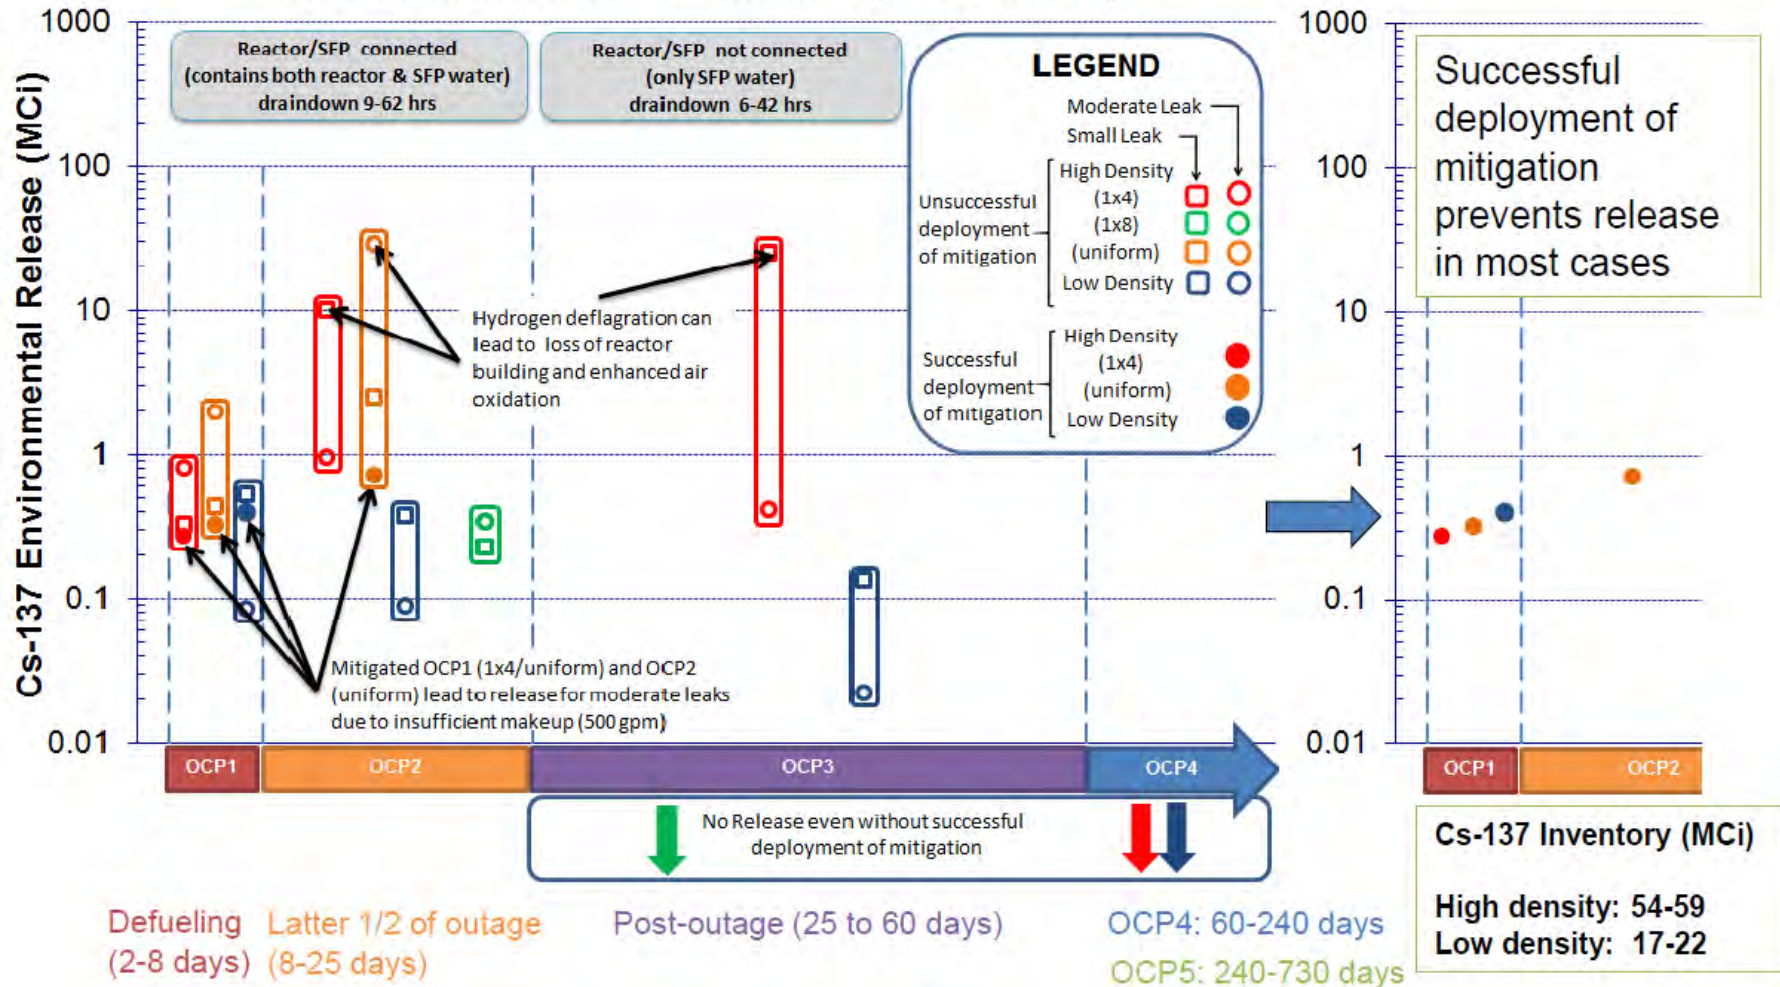 Cs-137 Environmental Release (MCi)
1000
100
10
1
0.1
0.01
Reactor/SFP connected
(contains both reactor & SFP water)
draindown 9-62 hrs
Reactor/SFP not connected
(only SFP water)
draindown 6-42 hrs
LEGEND
Moderate Leak
Small Leak
Unsuccessful
deployment
of mitigation
High Density
(1x4)
(1x8)
(uniform)
Low Density
Successful
deployment
of mitigation
High Density
(1x4)
(uniform)
Low Density
Hydrogen deflagration can
lead to loss of reactor
building and enhanced air
oxidation
Mitigated OCP1 (1x4/uniform) and OCP2
(uniform) lead to release for moderate leaks
due to insufficient makeup (500 gpm)
OCP1
OCP2
OCP3
OCP4
No Release even without successful
deployment of mitigation
Defueling
(2-8 days)
Latter 1/2 of outage
(8-25 days)
Post-outage (25 to 60 days)
OCP4: 60-240 days
OCP5: 240-730 days
1000
100
10
1
0.1
0.01
Successful
deployment of
mitigation
prevents release
in most cases
OCP1
OCP2
Cs-137 Inventory (MCi)
High density: 54-59
Low density: 17-22